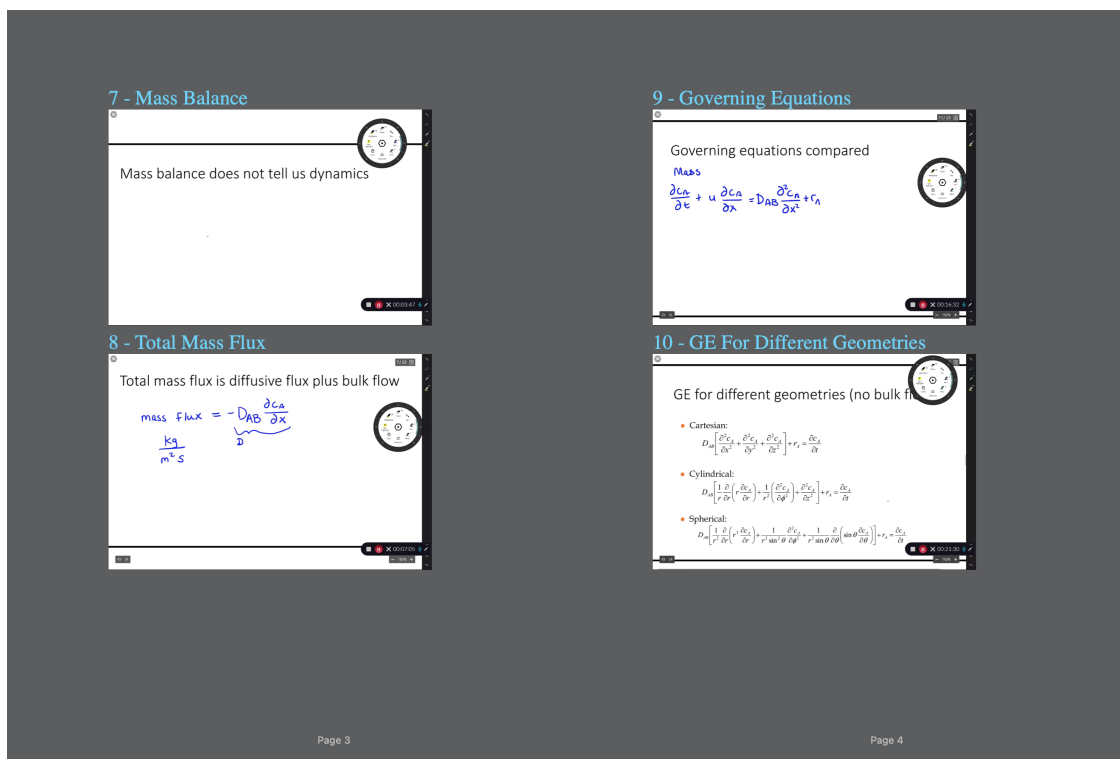 7 - Mass Balance
Mass balance does not tell us dynamics
00:03:47
8 - Total Mass Flux
Total mass flux is diffusive flux plus bulk flow
mass flux = -D_AB ∂c_A/∂x
kg/m² s
D
00:07:05
Page 3
9 - Governing Equations
Governing equations compared
Mass
∂c_A/∂t + u ∂c_A/∂x = D_AB ∂²c_A/∂x² + r_A
00:16:32
10 - GE For Different Geometries
GE for different geometries (no bulk fl
• Cartesian:
D_AB[∂²c_A/∂x² + ∂²c_A/∂y² + ∂²c_A/∂z²] + r_A = ∂c_A/∂t
• Cylindrical:
D_AB[1/r ∂/∂r(r ∂c_A/∂r) + 1/r²(∂²c_A/∂ϕ²) + ∂²c_A/∂z²] + r_A = ∂c_A/∂t
• Spherical:
D_AB[1/r² ∂/∂r(r² ∂c_A/∂r) + 1/(r² sin² θ) ∂²c_A/∂ϕ² + 1/(r² sin θ) ∂/∂θ(sin θ ∂c_A/∂θ)] + r_A = ∂c_A/∂t
00:21:30
Page 4